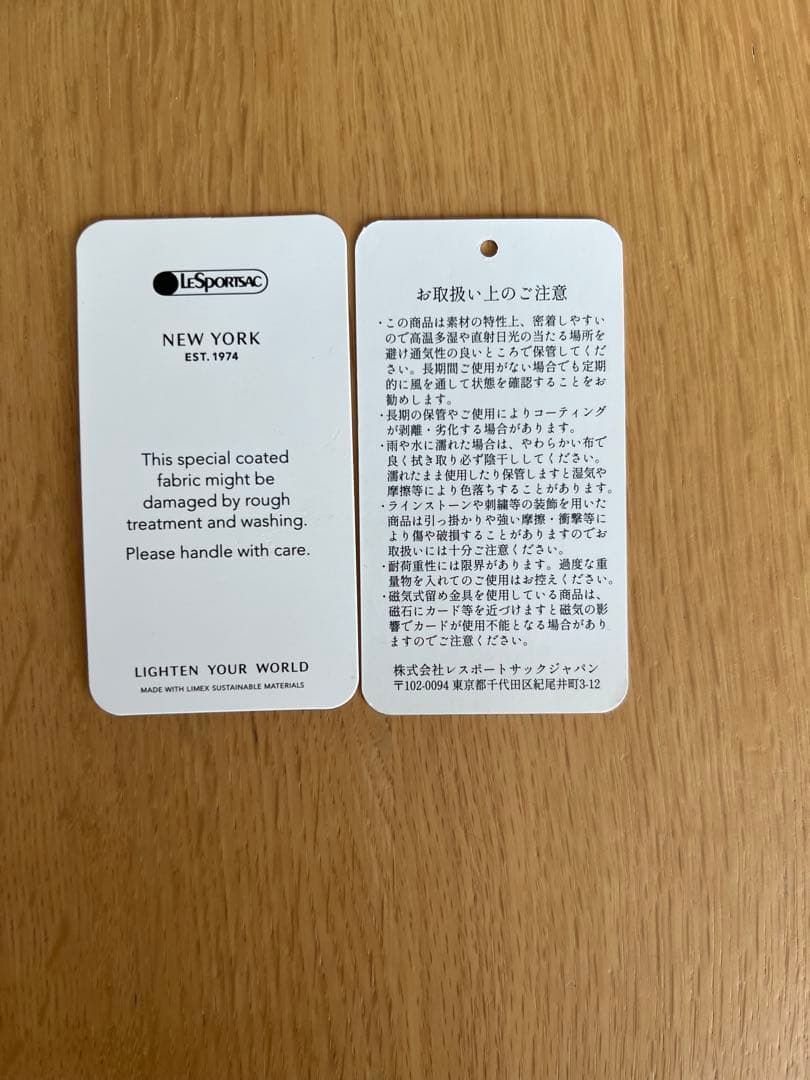 LESPORTSAC
NEW YORK
EST. 1974
This special coated
fabric might be
damaged by rough
treatment and washing.
Please handle with care.
LIGHTEN YOUR WORLD
MADE WITH LIMEX SUSTAINABLE MATERIALS
お取扱い上のご注意
・この商品は素材の特性上、密着しやすい
ので高温多湿や直射日光の当たる場所を
避け通気性の良いところで保管してくだ
さい。長期間ご使用がない場合でも定期
的に風を通して状態を確認することをお
勧めします。
・長期の保管やご使用によりコーティング
が剥離・劣化する場合があります。
・雨や水に濡れた場合は、やわらかい布で
良く拭き取り必ず陰干ししてください。
濡れたまま使用したり保管しますと湿気や
摩擦等により色落ちすることがあります。
・ラインストーンや刺繍等の装飾を用いた
商品は引っ掛かりや強い摩擦・衝撃等に
より傷や破損することがありますのでお
取扱いには十分ご注意ください。
・耐荷重性には限界があります。過度な重
量物を入れてのご使用はお控えください。
・磁気式留め金具を使用している商品は、
磁石にカード等を近づけますと磁気の影
響でカードが使用不能となる場合があり
ますのでご注意ください。
株式会社レスポートサックジャパン
〒102-0094 東京都千代田区紀尾井町3-12